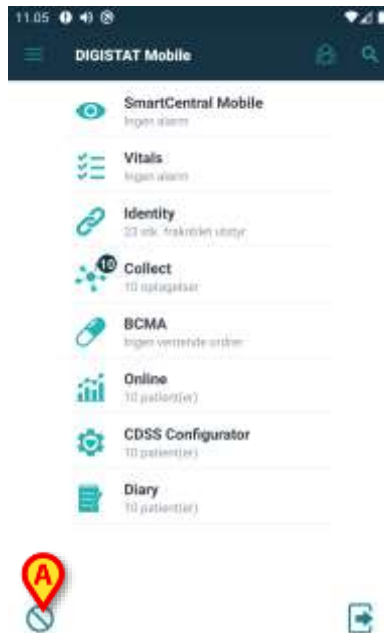 11.05
DIGISTAT Mobile
SmartCentral Mobile
Ingen alarm
Vitals
Ingen alarm
Identity
23 stk. frakoblet utstyr
10
Collect
10 optagelser
BCMA
Ingen ventende ordrer
Online
10 patient(er)
CDSS Configurator
10 patient(er)
Diary
10 patient(er)
A